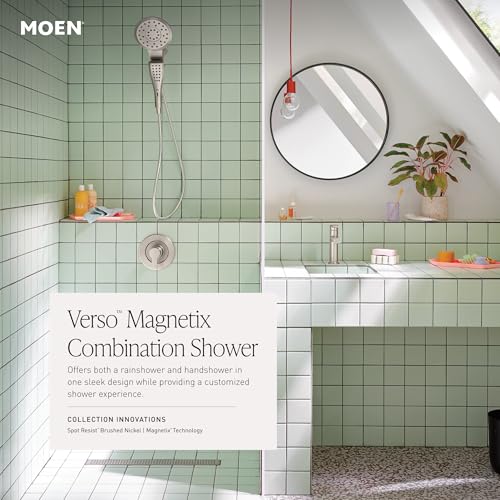 MOEN®
Verso™ Magnetix
Combination Shower
Offers both a rainshower and handshower in
one sleek design while providing a customized
shower experience.
COLLECTION INNOVATIONS
Spot Resist™ Brushed Nickel | Magnetix® Technology